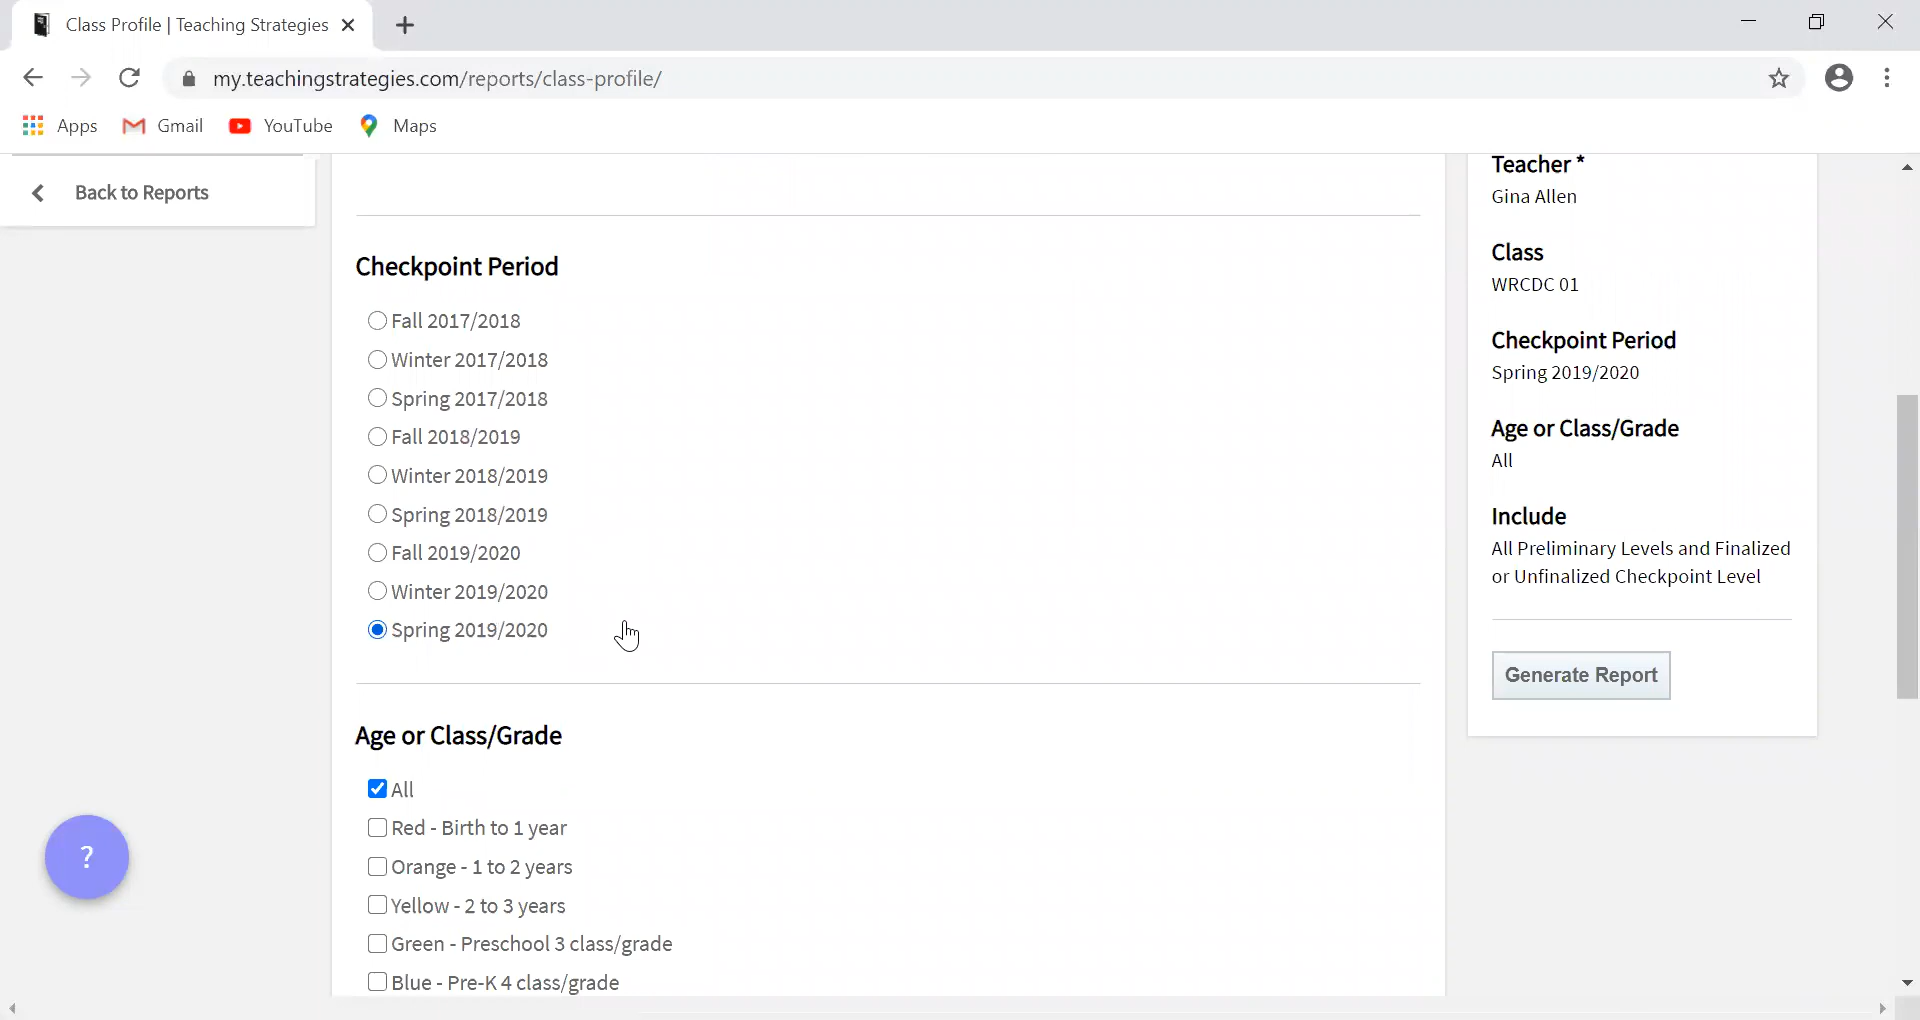 Class Profile | Teaching Strategies
my.teachingstrategies.com/reports/class-profile/
Apps
Gmail
YouTube
Maps
Back to Reports
Checkpoint Period
Fall 2017/2018
Winter 2017/2018
Spring 2017/2018
Fall 2018/2019
Winter 2018/2019
Spring 2018/2019
Fall 2019/2020
Winter 2019/2020
Spring 2019/2020
Age or Class/Grade
All
Red - Birth to 1 year
Orange - 1 to 2 years
Yellow - 2 to 3 years
Green - Preschool 3 class/grade
Blue - Pre-K 4 class/grade
Teacher *
Gina Allen
Class
WRCDC 01
Checkpoint Period
Spring 2019/2020
Age or Class/Grade
All
Include
All Preliminary Levels and Finalized
or Unfinalized Checkpoint Level
Generate Report
?